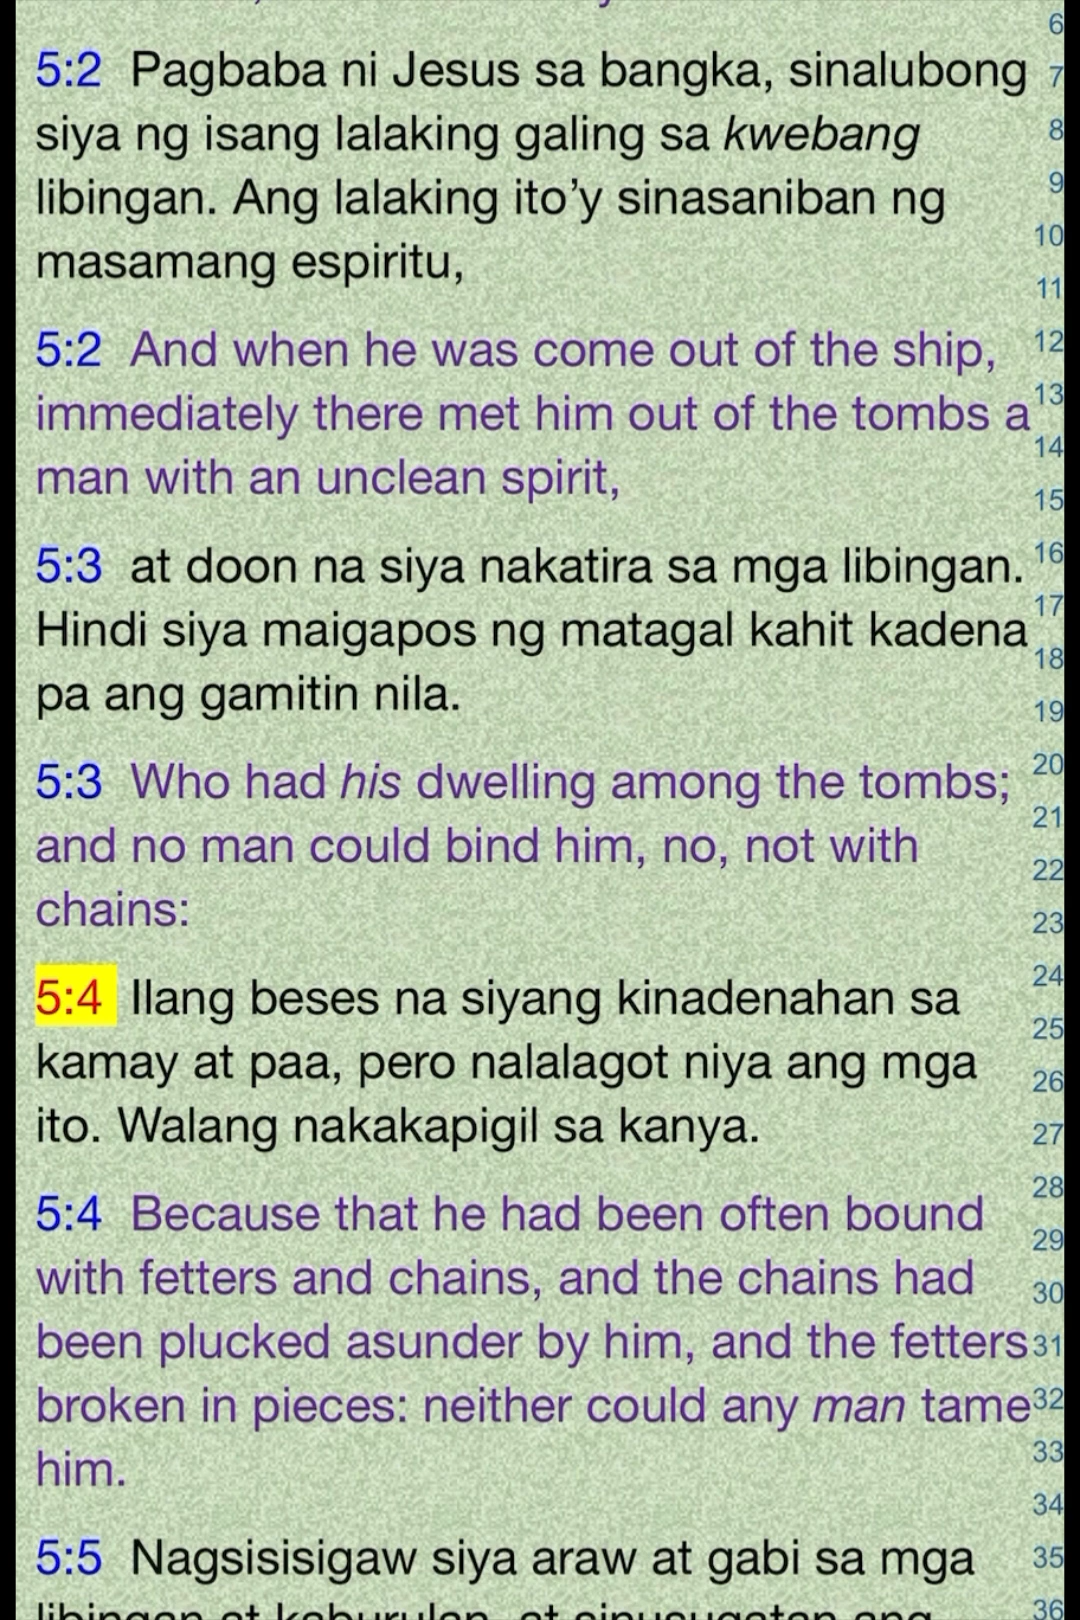 6
5:2 Pagbaba ni Jesus sa bangka, sinalubong
7
siya ng isang lalaking galing sa kwebang
8
libingan. Ang lalaking ito’y sinasaniban ng
9
masamang espiritu,
10
11
5:2 And when he was come out of the ship,
12
immediately there met him out of the tombs a
13
14
man with an unclean spirit,
15
5:3 at doon na siya nakatira sa mga libingan.
16
Hindi siya maigapos ng matagal kahit kadena
17
18
pa ang gamitin nila.
19
5:3 Who had his dwelling among the tombs;
20
21
and no man could bind him, no, not with
22
chains:
23
5:4 Ilang beses na siyang kinadenahan sa
24
25
kamay at paa, pero nalalagot niya ang mga
26
ito. Walang nakakapigil sa kanya.
27
28
5:4 Because that he had been often bound
29
with fetters and chains, and the chains had
30
been plucked asunder by him, and the fetters
31
broken in pieces: neither could any man tame
32
him.
33
34
5:5 Nagsisisigaw siya araw at gabi sa mga
35
libingan at kaburulan, at sinusugatan ang
36